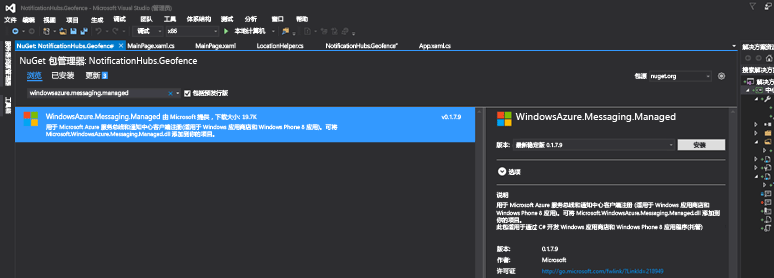 NotificationHubs.Geofence - Microsoft Visual Studio (管理员)
文件 编辑 视图 项目 生成 调试 团队 工具 体系结构 测试 分析 窗口 帮助
调试 x86 本地计算机
NuGet: NotificationHubs.Geofence MainPage.xaml.cs MainPage.xaml LocationHelper.cs NotificationHubs.Geofence* App.xaml.cs
解决方案资
NuGet 包管理器: NotificationHubs.Geofence
浏览 已安装 更新 3
包源 nuget.org
搜索解决方
解决方
windowsazure.messaging.managed 包括预发行版
WindowsAzure.Messaging.Managed 由 Microsoft 提供，下载大小: 19.7K v0.1.7.9
用于 Microsoft Azure 服务总线和通知中心客户端注册(适用于 Windows 应用商店和 Windows Phone 8 应用)。可将
Microsoft.WindowsAzure.Messaging.Managed.dll 添加到你的项目。
WindowsAzure.Messaging.Managed
版本: 最新稳定版 0.1.7.9 安装
选项
说明
用于 Microsoft Azure 服务总线和通知中心客户端注册 (适用于 Windows 应用商店和
Windows Phone 8 应用)。可将 Microsoft.WindowsAzure.Messaging.Managed.dll 添加到
你的项目。
此包适用于通过 C# 开发 Windows 应用商店和 Windows Phone 8 应用程序(托管)
版本: 0.1.7.9
作者: Microsoft
许可证 http://go.microsoft.com/fwlink/?LinkId=218949